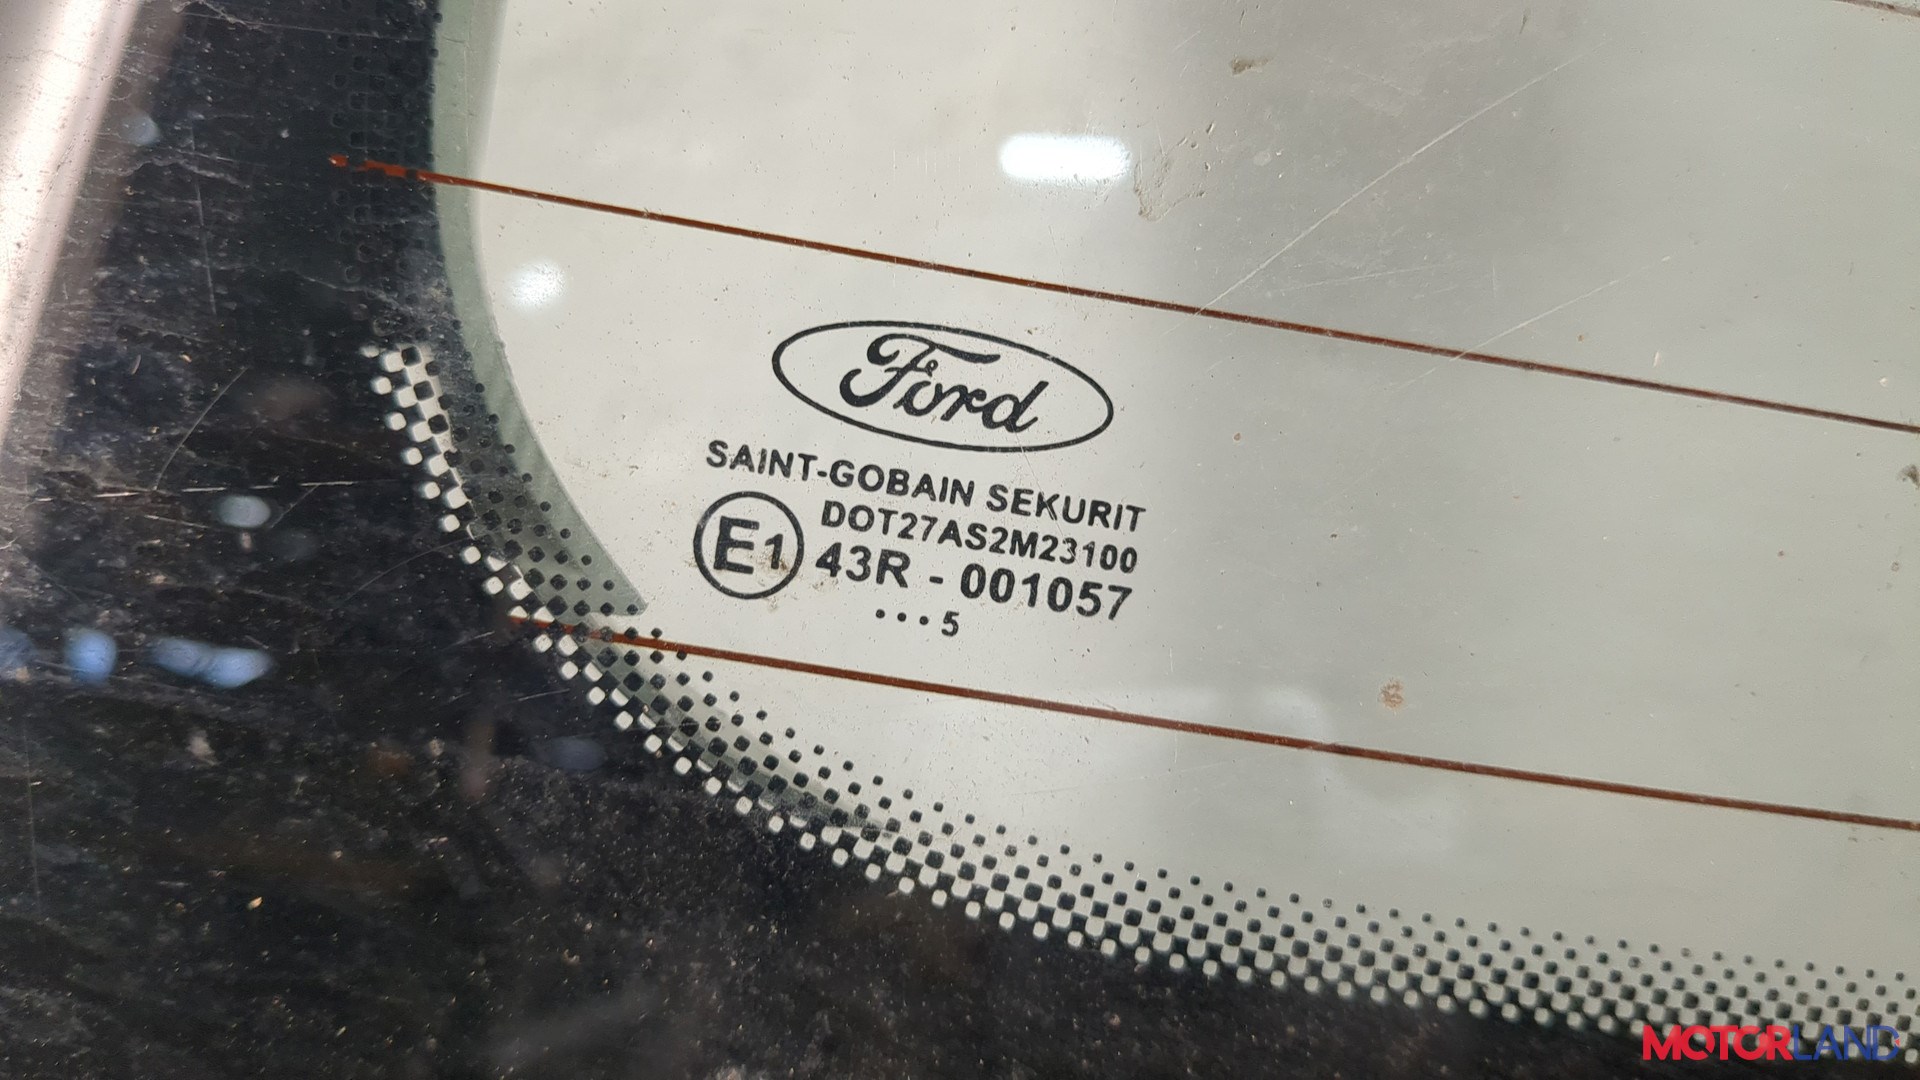 Ford
SAINT-GOBAIN SEKURIT
DOT27AS2M23100
E1 43R - 001057
...5
MOTORLAND